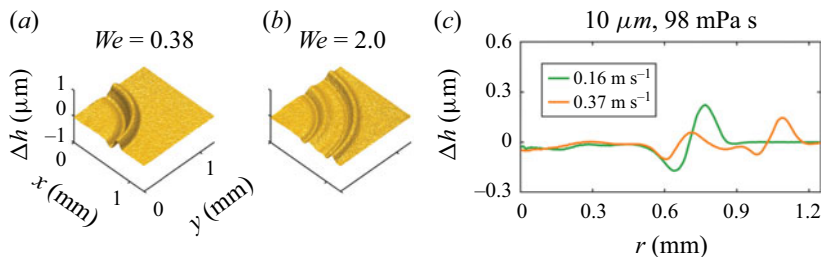 (a)
We = 0.38
Δh (μm)
1
0
–1
0
x (mm)
1
0
1
y (mm)
(b)
We = 2.0
(c)
10 μm, 98 mPa s
0.6
0.3
0
–0.3
Δh (μm)
0.16 m s⁻¹
0.37 m s⁻¹
0
0.3
0.6
0.9
1.2
r (mm)